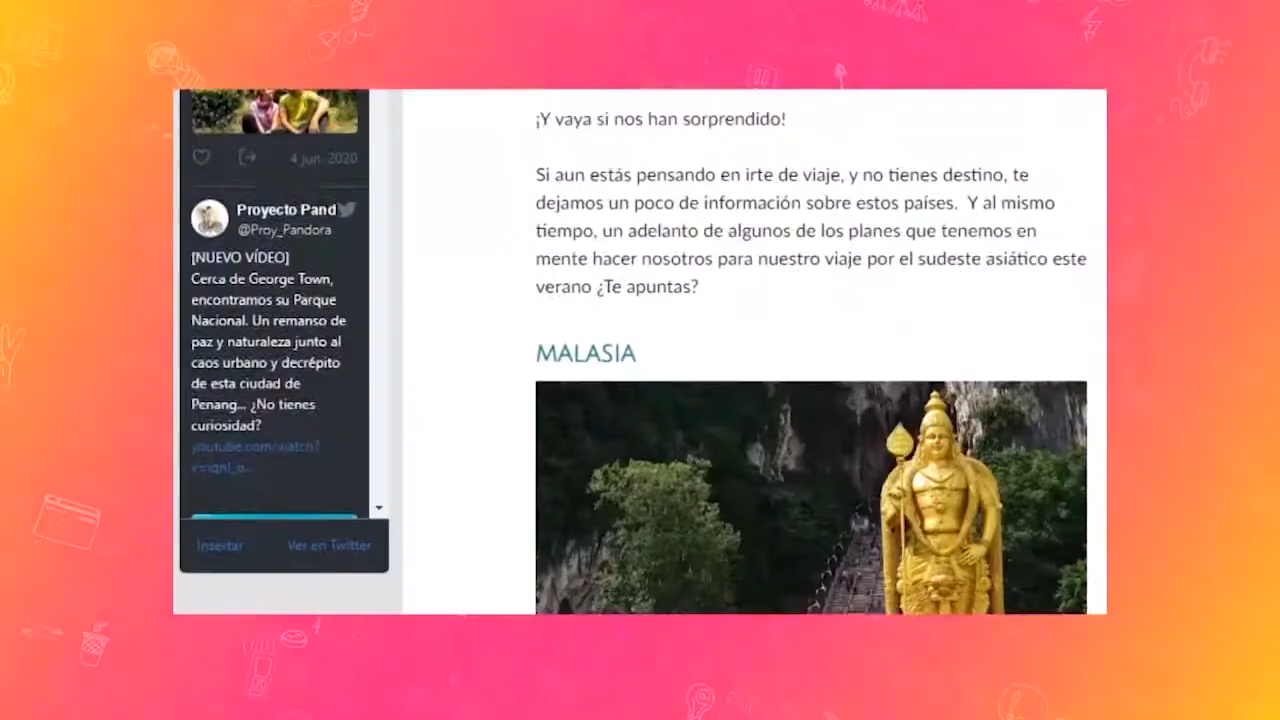 4 jun. 2020
Proyecto Pand
@Proy_Pandora
[NUEVO VÍDEO]
Cerca de George Town,
encontramos su Parque
Nacional. Un remanso de
paz y naturaleza junto al
caos urbano y decrépito
de esta ciudad de
Penang... ¿No tienes
curiosidad?
youtube.com/watch?
Insertar
Ver en Twitter
¡Y vaya si nos han sorprendido!
Si aun estás pensando en irte de viaje, y no tienes destino, te
dejamos un poco de información sobre estos países. Y al mismo
tiempo, un adelanto de algunos de los planes que tenemos en
mente hacer nosotros para nuestro viaje por el sudeste asiático este
verano ¿Te apuntas?
MALASIA